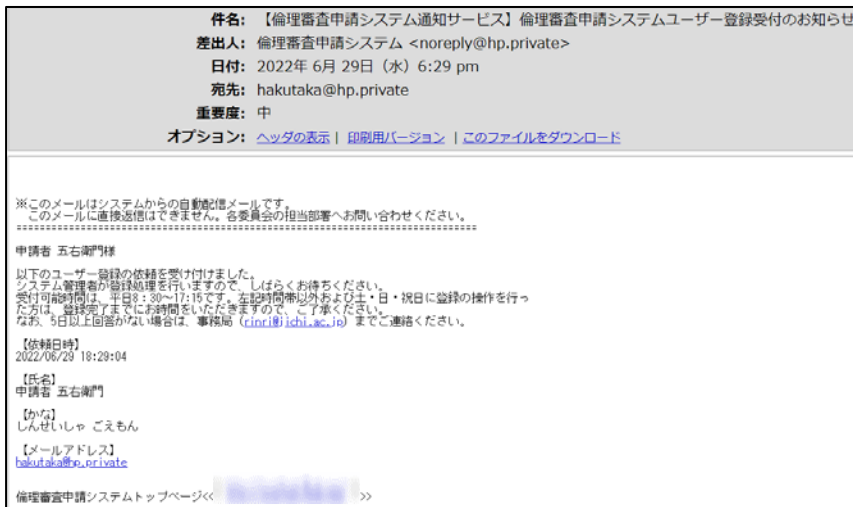 件名: 【倫理審査申請システム通知サービス】倫理審査申請システムユーザー登録受付のお知らせ
差出人: 倫理審査申請システム <noreply@hp.private>
日付: 2022年 6月 29日（水）6:29 pm
宛先: hakutaka@hp.private
重要度: 中
オプション: ヘッダの表示 | 印刷用バージョン | このファイルをダウンロード
※このメールはシステムからの自動配信メールです。
このメールに直接返信はできません。各委員会の担当部署へお問い合わせください。
==============================================================================
申請者 五右衛門様
以下のユーザー登録の依頼を受け付けました。
システム管理者が登録処理を行いますので、しばらくお待ちください。
受付可能時間は、平日8：30～17:15です。左記時間帯以外および土・日・祝日に登録の操作を行っ
た方は、登録完了までにお時間をいただきますので、ご了承ください。
なお、5日以上回答がない場合は、事務局（rinri@jichi.ac.jp）までご連絡ください。
【依頼日時】
2022/06/29 18:29:04
【氏名】
申請者 五右衛門
【かな】
しんせいしゃ ごえもん
【メールアドレス】
hakutaka@hp.private
倫理審査申請システムトップページ<< >>